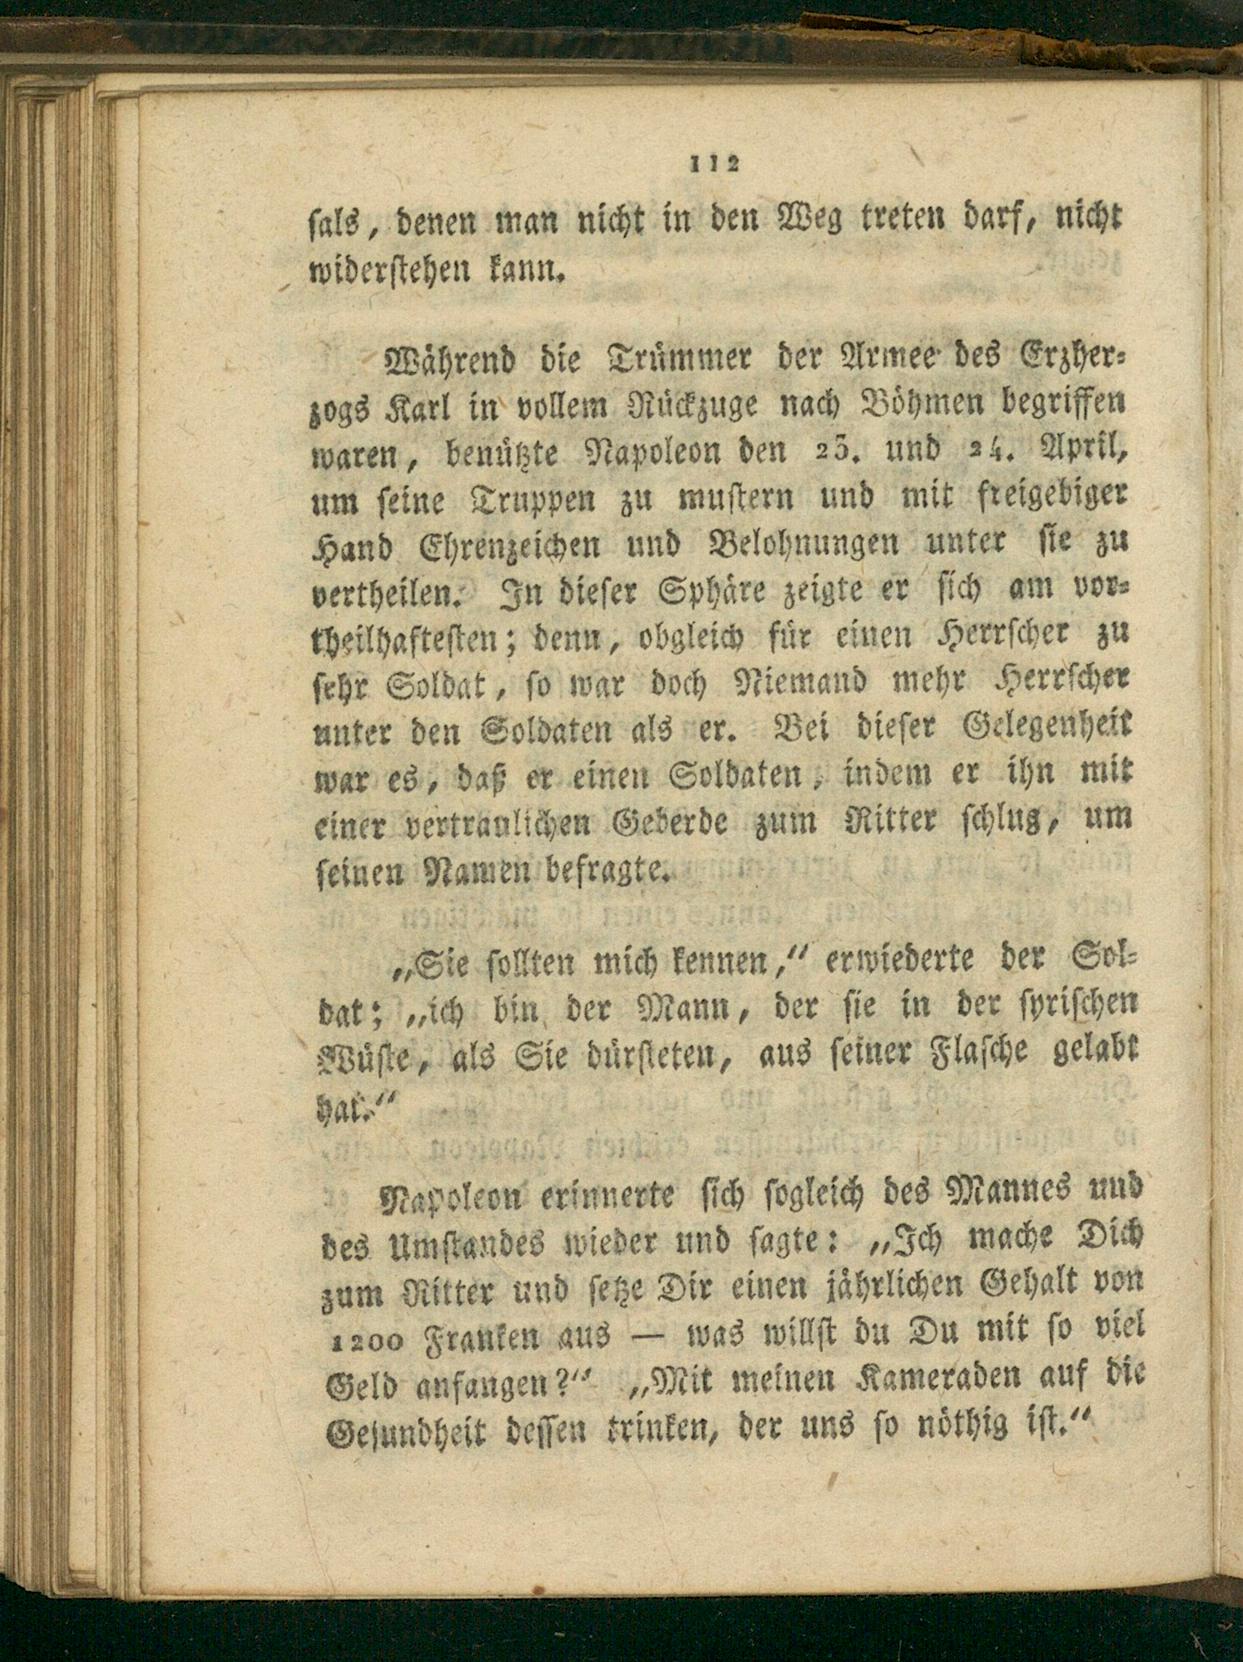 112
sals, denen man nicht in den Weg treten darf, nicht
widerstehen kann.
Während die Trümmer der Armee des Erzher-
zogs Karl in vollem Rückzuge nach Böhmen begriffen
waren, benützte Napoleon den 23. und 24. April,
um seine Truppen zu mustern und mit freigebiger
Hand Ehrenzeichen und Belohnungen unter sie zu
vertheilen. In dieser Sphäre zeigte er sich am vor-
theilhaftesten; denn, obgleich für einen Herrscher zu
sehr Soldat, so war doch Niemand mehr Herrscher
unter den Soldaten als er. Bei dieser Gelegenheit
war es, daß er einen Soldaten, indem er ihn mit
einer vertraulichen Geberde zum Ritter schlug, um
seinen Namen befragte.
„Sie sollten mich kennen,“ erwiederte der Sol-
dat; „ich bin der Mann, der sie in der syrischen
Wüste, als Sie dürsteten, aus seiner Flasche gelabt
hat.“
Napoleon erinnerte sich sogleich des Mannes und
des Umstandes wieder und sagte: „Ich mache Dich
zum Ritter und setze Dir einen jährlichen Gehalt von
1200 Franken aus — was willst du Du mit so viel
Geld anfangen?“ „Mit meinen Kameraden auf die
Gesundheit dessen trinken, der uns so nöthig ist.“